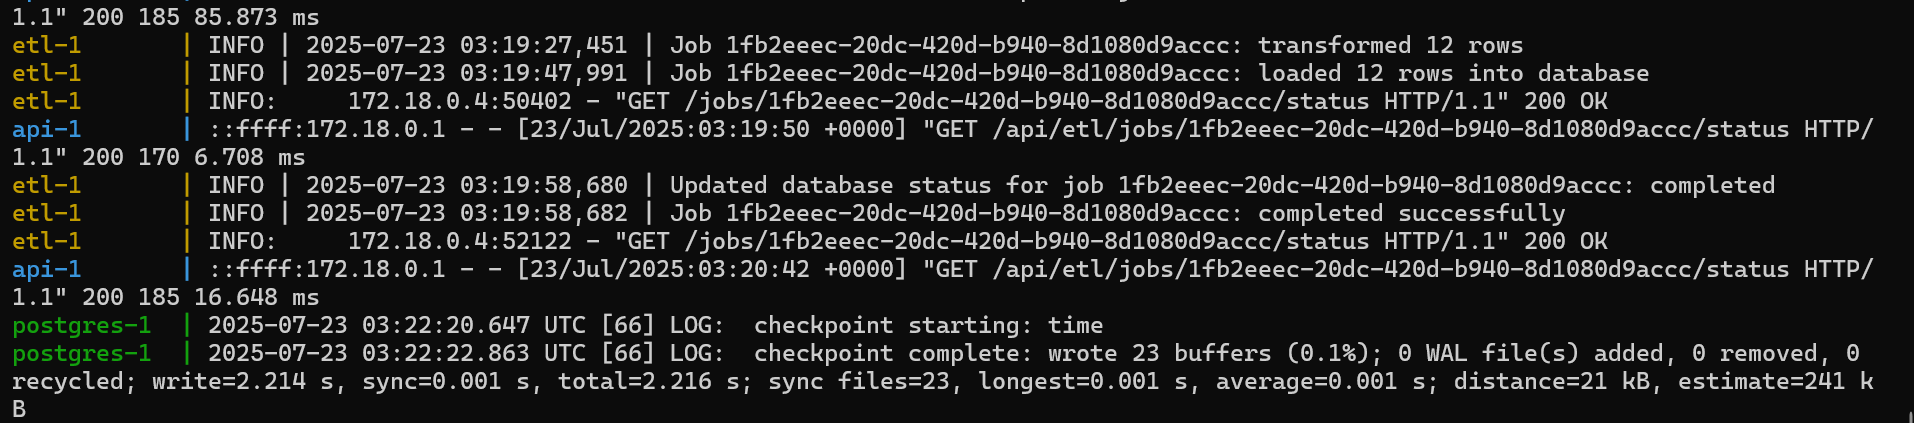 1.1" 200 185 85.873 ms
etl-1        | INFO | 2025-07-23 03:19:27,451 | Job 1fb2eeec-20dc-420d-b940-8d1080d9accc: transformed 12 rows
etl-1        | INFO | 2025-07-23 03:19:47,991 | Job 1fb2eeec-20dc-420d-b940-8d1080d9accc: loaded 12 rows into database
etl-1        | INFO:     172.18.0.4:50402 - "GET /jobs/1fb2eeec-20dc-420d-b940-8d1080d9accc/status HTTP/1.1" 200 OK
api-1        | ::ffff:172.18.0.1 - - [23/Jul/2025:03:19:50 +0000] "GET /api/etl/jobs/1fb2eeec-20dc-420d-b940-8d1080d9accc/status HTTP/
1.1" 200 170 6.708 ms
etl-1        | INFO | 2025-07-23 03:19:58,680 | Updated database status for job 1fb2eeec-20dc-420d-b940-8d1080d9accc: completed
etl-1        | INFO | 2025-07-23 03:19:58,682 | Job 1fb2eeec-20dc-420d-b940-8d1080d9accc: completed successfully
etl-1        | INFO:     172.18.0.4:52122 - "GET /jobs/1fb2eeec-20dc-420d-b940-8d1080d9accc/status HTTP/1.1" 200 OK
api-1        | ::ffff:172.18.0.1 - - [23/Jul/2025:03:20:42 +0000] "GET /api/etl/jobs/1fb2eeec-20dc-420d-b940-8d1080d9accc/status HTTP/
1.1" 200 185 16.648 ms
postgres-1  | 2025-07-23 03:22:20.647 UTC [66] LOG:  checkpoint starting: time
postgres-1  | 2025-07-23 03:22:22.863 UTC [66] LOG:  checkpoint complete: wrote 23 buffers (0.1%); 0 WAL file(s) added, 0 removed, 0
recycled; write=2.214 s, sync=0.001 s, total=2.216 s; sync files=23, longest=0.001 s, average=0.001 s; distance=21 kB, estimate=241 k
B